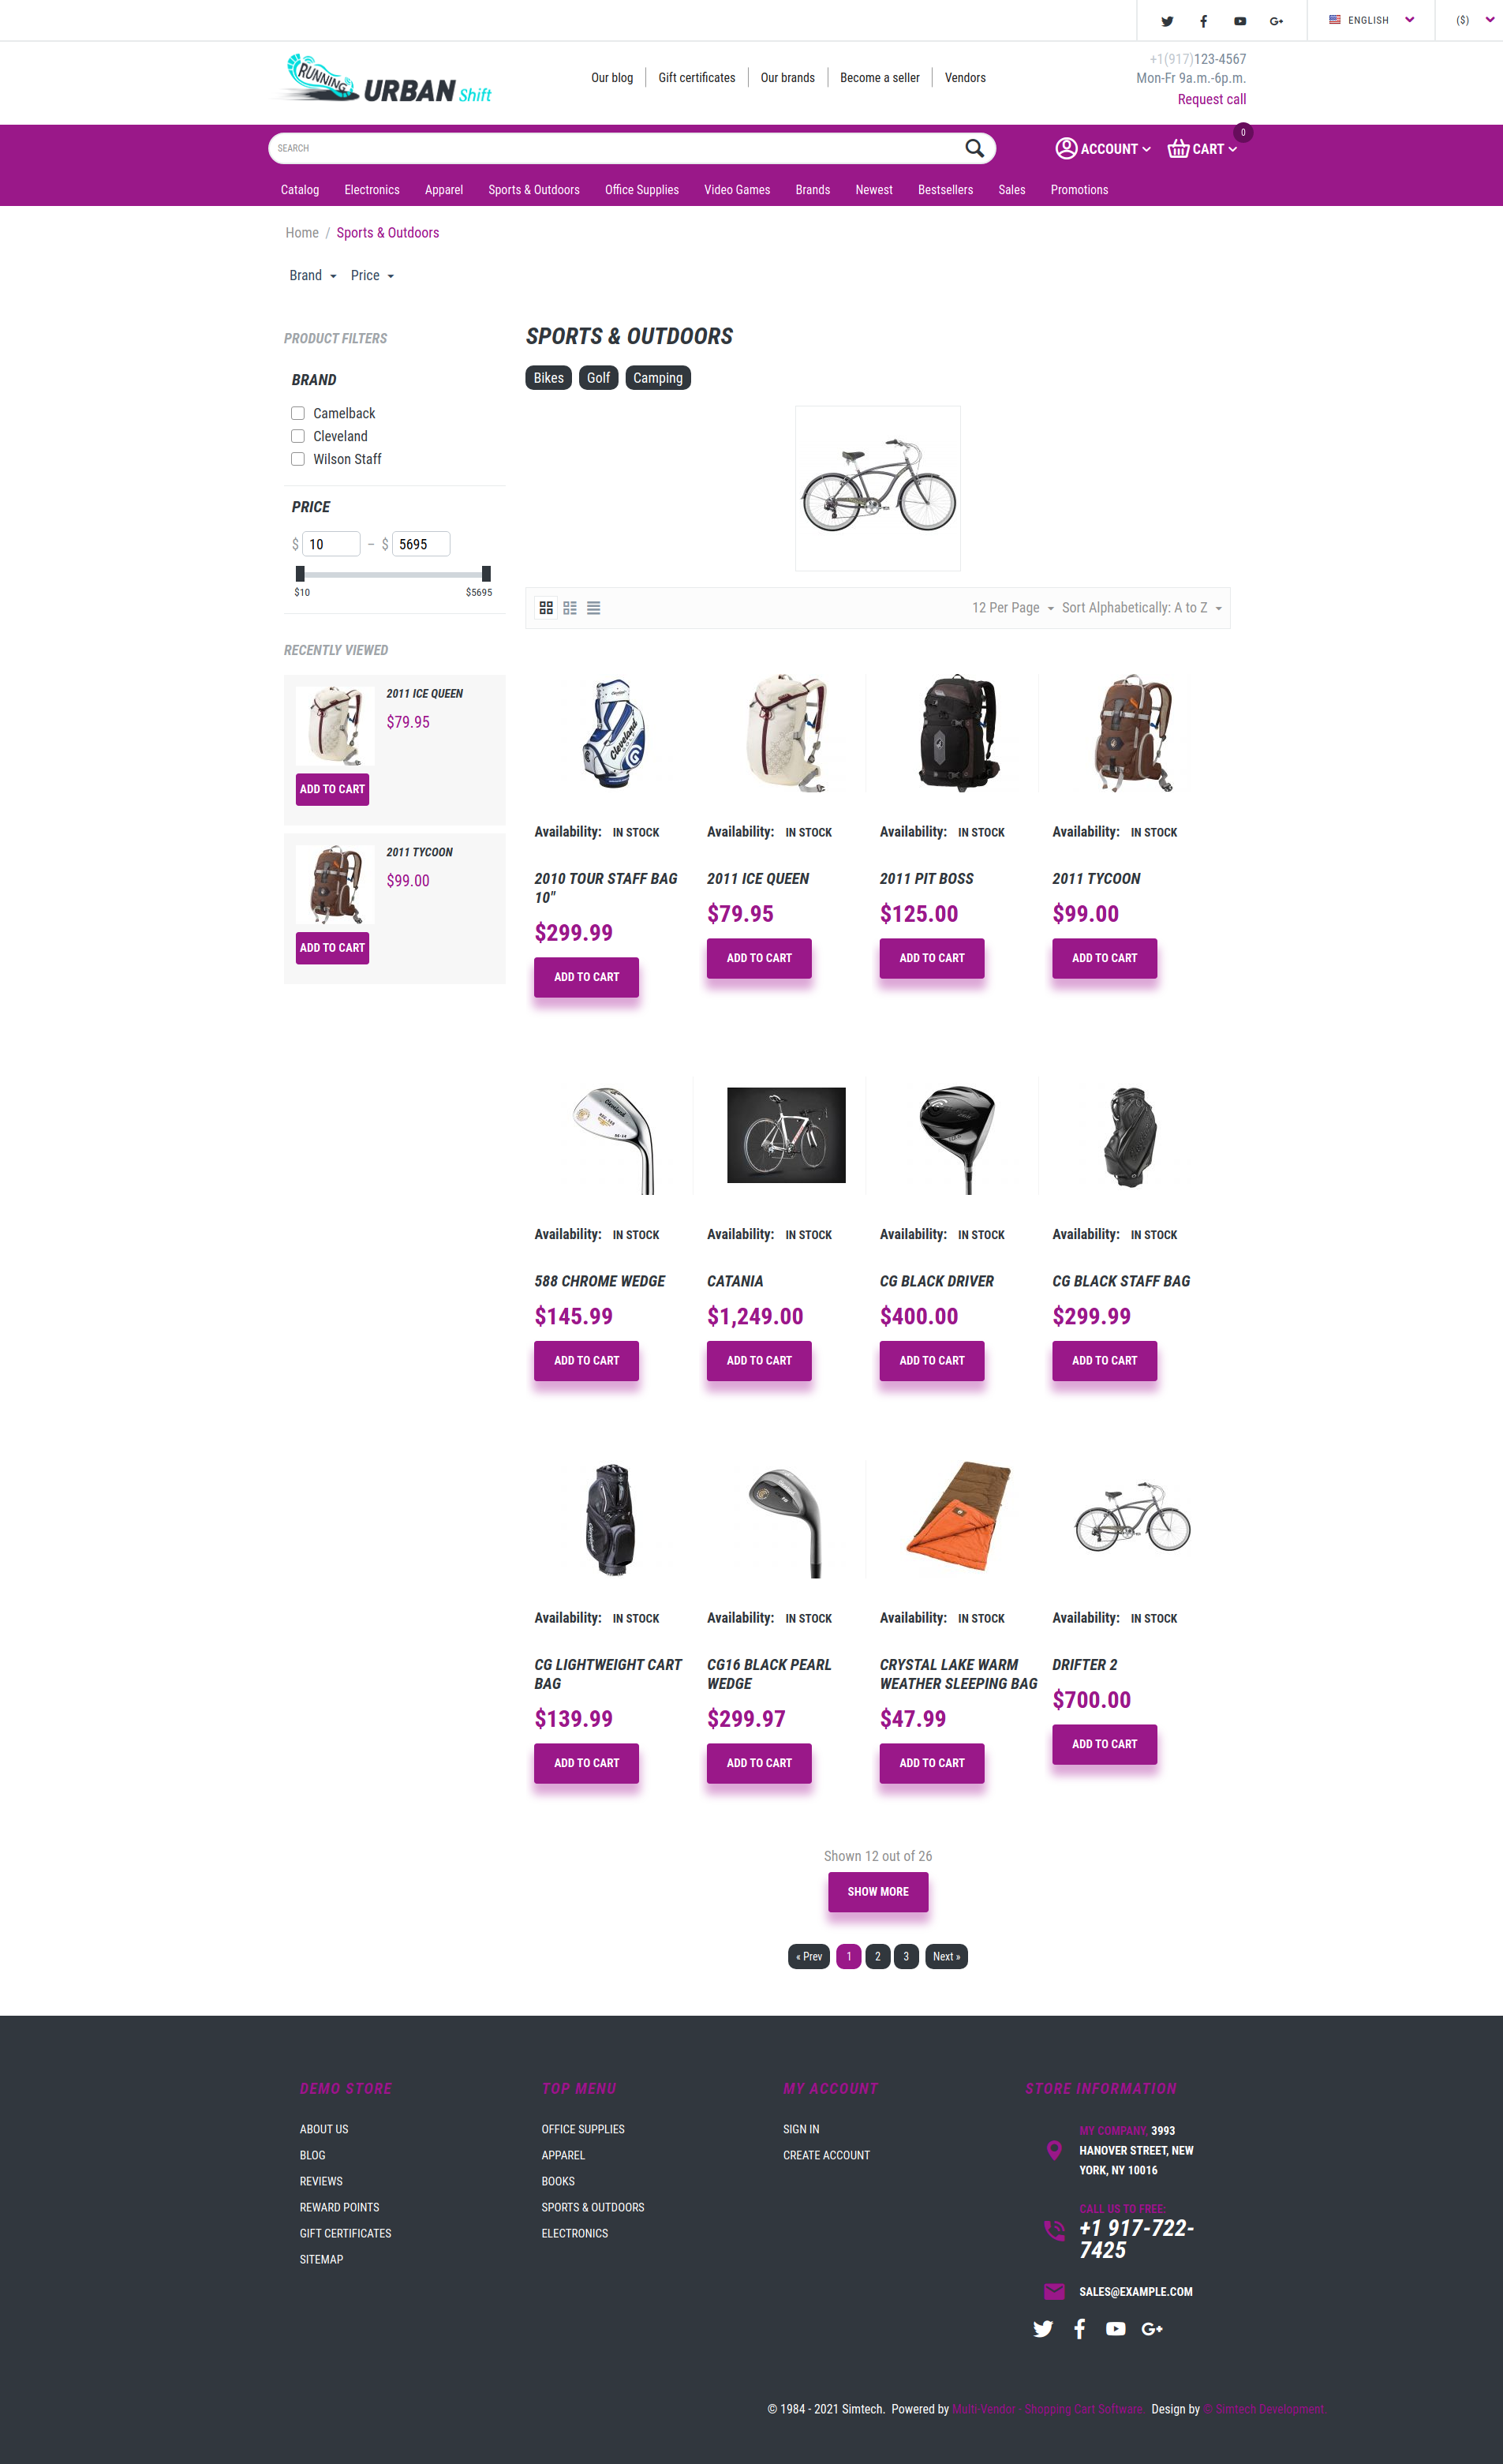 ENGLISH
($)
RUNNING
URBAN Shift
Our blog
Gift certificates
Our brands
Become a seller
Vendors
+1(917)123-4567
Mon-Fr 9a.m.-6p.m.
Request call
SEARCH
ACCOUNT
CART
0
Catalog
Electronics
Apparel
Sports & Outdoors
Office Supplies
Video Games
Brands
Newest
Bestsellers
Sales
Promotions
Home / Sports & Outdoors
Brand
Price
PRODUCT FILTERS
BRAND
Camelback
Cleveland
Wilson Staff
PRICE
$ 10 – $ 5695
$10
$5695
RECENTLY VIEWED
2011 ICE QUEEN
$79.95
ADD TO CART
2011 TYCOON
$99.00
ADD TO CART
SPORTS & OUTDOORS
Bikes
Golf
Camping
12 Per Page
Sort Alphabetically: A to Z
Cleveland
Availability: IN STOCK
2010 TOUR STAFF BAG
10"
$299.99
ADD TO CART
Availability: IN STOCK
2011 ICE QUEEN
$79.95
ADD TO CART
Availability: IN STOCK
2011 PIT BOSS
$125.00
ADD TO CART
Availability: IN STOCK
2011 TYCOON
$99.00
ADD TO CART
Availability: IN STOCK
588 CHROME WEDGE
$145.99
ADD TO CART
Availability: IN STOCK
CATANIA
$1,249.00
ADD TO CART
Availability: IN STOCK
CG BLACK DRIVER
$400.00
ADD TO CART
Availability: IN STOCK
CG BLACK STAFF BAG
$299.99
ADD TO CART
Availability: IN STOCK
CG LIGHTWEIGHT CART
BAG
$139.99
ADD TO CART
Availability: IN STOCK
CG16 BLACK PEARL
WEDGE
$299.97
ADD TO CART
Availability: IN STOCK
CRYSTAL LAKE WARM
WEATHER SLEEPING BAG
$47.99
ADD TO CART
Availability: IN STOCK
DRIFTER 2
$700.00
ADD TO CART
Shown 12 out of 26
SHOW MORE
« Prev 1 2 3 Next »
DEMO STORE
ABOUT US
BLOG
REVIEWS
REWARD POINTS
GIFT CERTIFICATES
SITEMAP
TOP MENU
OFFICE SUPPLIES
APPAREL
BOOKS
SPORTS & OUTDOORS
ELECTRONICS
MY ACCOUNT
SIGN IN
CREATE ACCOUNT
STORE INFORMATION
MY COMPANY, 3993
HANOVER STREET, NEW
YORK, NY 10016
CALL US TO FREE:
+1 917-722-
7425
SALES@EXAMPLE.COM
© 1984 - 2021 Simtech. Powered by Multi-Vendor - Shopping Cart Software Design by © Simtech Development.